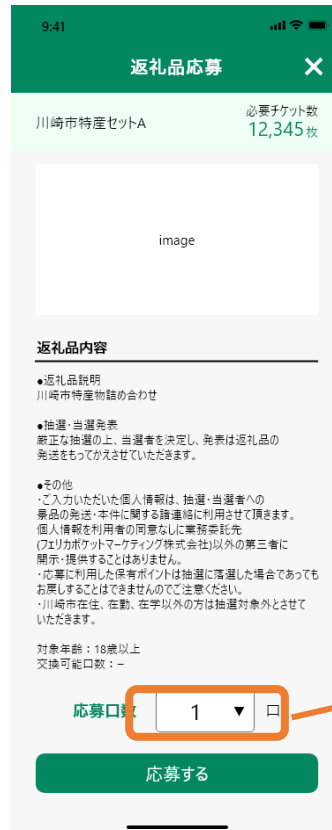 9:41
返礼品応募
川崎市特産セットA
必要チケット数
12,345枚
image
返礼品内容
●返礼品説明
川崎市特産物詰め合わせ
●抽選・当選発表
厳正な抽選の上、当選者を決定し、発表は返礼品の
発送をもってかえさせていただきます。
●その他
・ご入力いただいた個人情報は、抽選・当選者への
景品の発送・本件に関する諸連絡に利用させて頂きます。
個人情報を利用者の同意なしに業務委託先
(フェリカポケットマーケティング株式会社)以外の第三者に
開示・提供することはありません。
・応募に利用した保有ポイントは抽選に落選した場合であっても
お戻しすることはできませんのでご注意ください。
・川崎市在住、在勤、在学以外の方は抽選対象外とさせて
いただきます。
対象年齢：18歳以上
交換可能口数：–
応募口数 1 ▼ 口
応募する